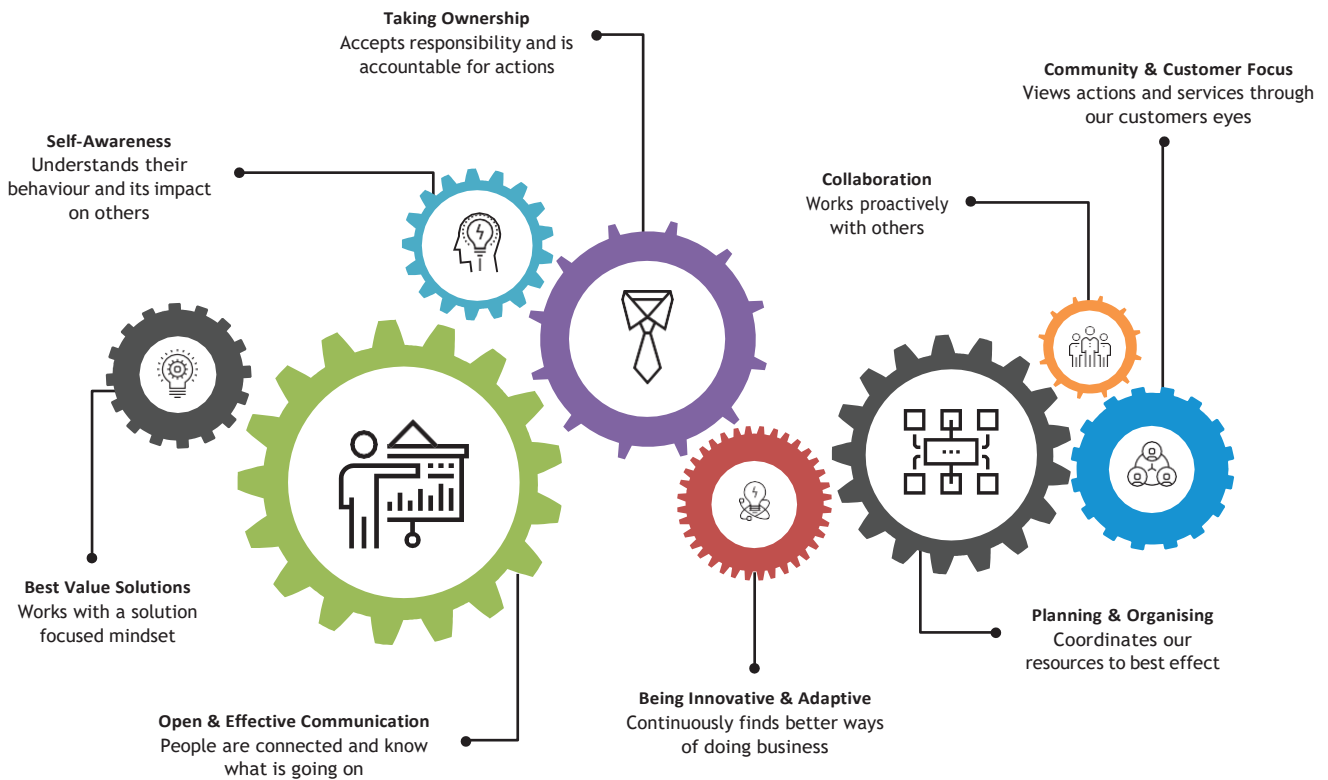 Taking Ownership
Accepts responsibility and is
accountable for actions
Community & Customer Focus
Views actions and services through
our customers eyes
Self-Awareness
Understands their
behaviour and its impact
on others
Collaboration
Works proactively
with others
Best Value Solutions
Works with a solution
focused mindset
Planning & Organising
Coordinates our
resources to best effect
Being Innovative & Adaptive
Continuously finds better ways
of doing business
Open & Effective Communication
People are connected and know
what is going on